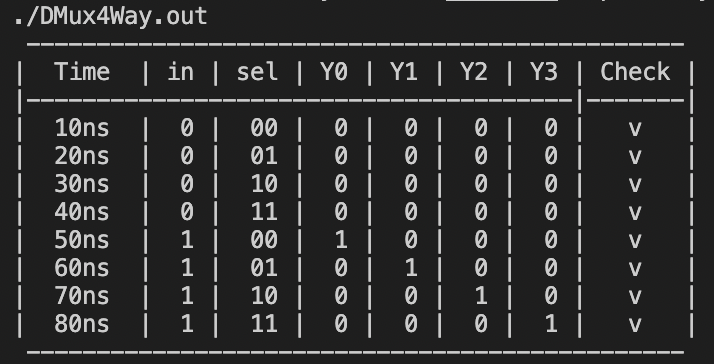 ./DMux4Way.out
| Time | in | sel | Y0 | Y1 | Y2 | Y3 | Check |
| 10ns | 0 | 00 | 0 | 0 | 0 | 0 | v |
| 20ns | 0 | 01 | 0 | 0 | 0 | 0 | v |
| 30ns | 0 | 10 | 0 | 0 | 0 | 0 | v |
| 40ns | 0 | 11 | 0 | 0 | 0 | 0 | v |
| 50ns | 1 | 00 | 1 | 0 | 0 | 0 | v |
| 60ns | 1 | 01 | 0 | 1 | 0 | 0 | v |
| 70ns | 1 | 10 | 0 | 0 | 1 | 0 | v |
| 80ns | 1 | 11 | 0 | 0 | 0 | 1 | v |